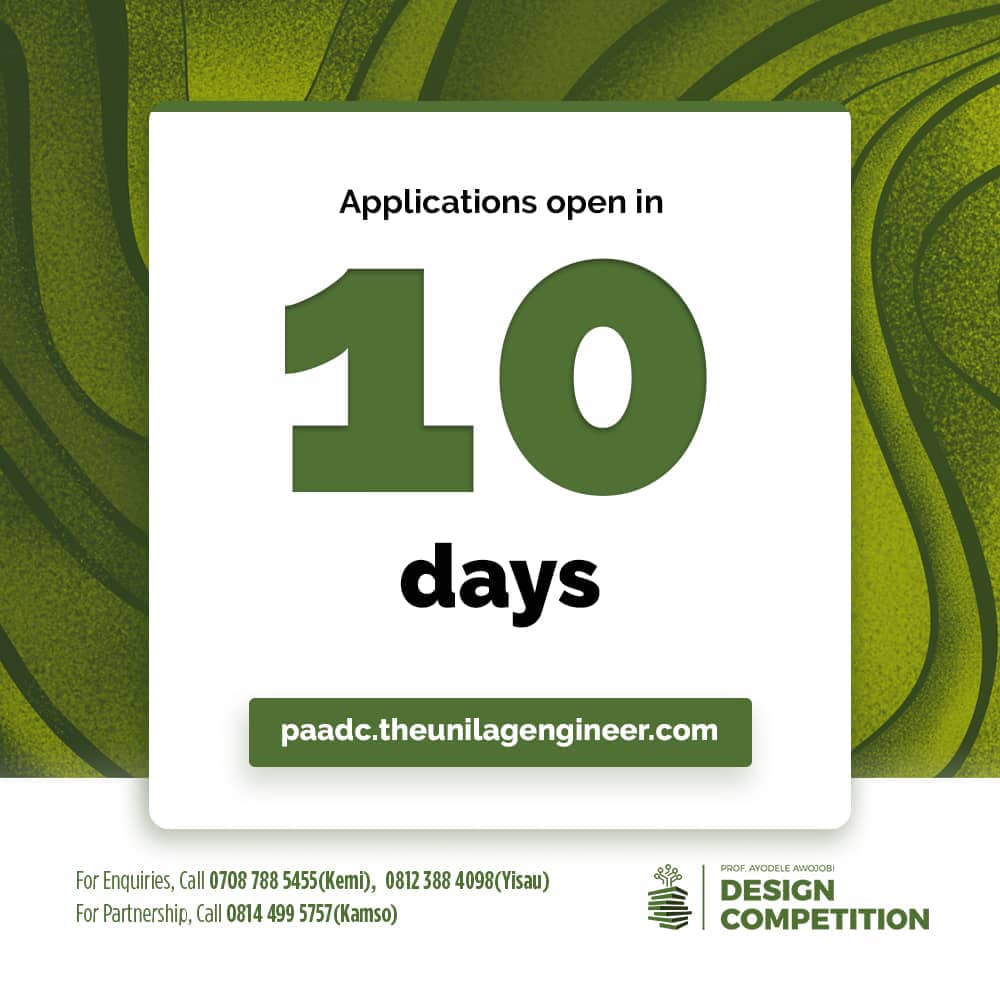 Applications open in
10
days
paadc.theunilagengineer.com
For Enquiries, Call 0708 788 5455(Kemi), 0812 388 4098(Yisau)
For Partnership, Call 0814 499 5757(Kamso)
PROF. AYODELE AWOJOBI
DESIGN
COMPETITION